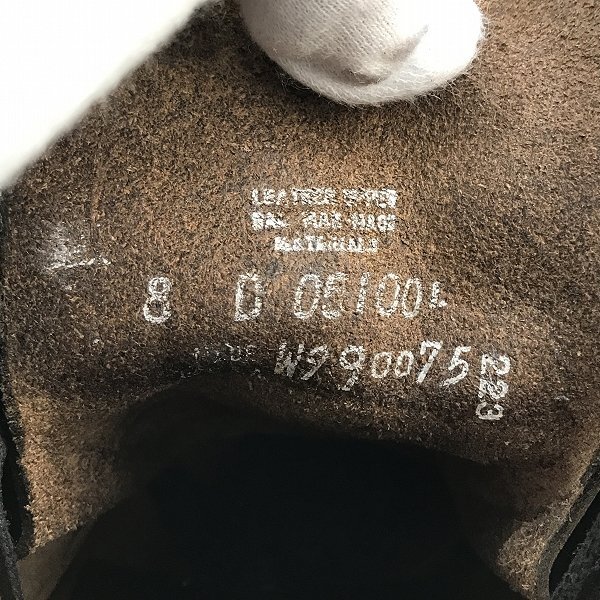 LEATHER UPPER
BAL MAN-MADE
MATERIALS
8 D 05100L
W990075 223